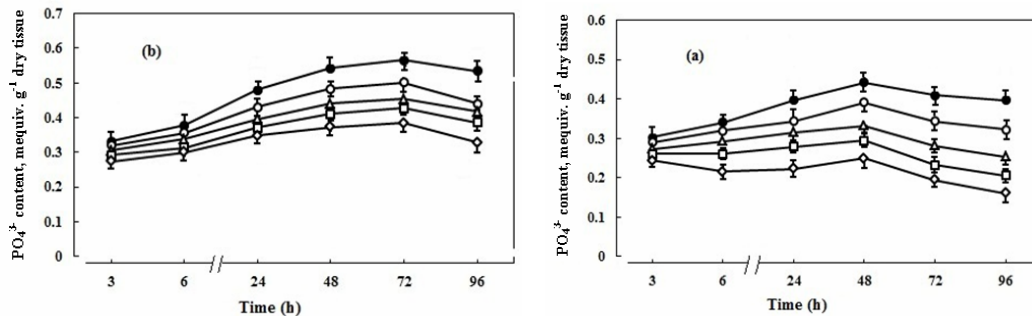 PO₄³⁻ content, mequiv. g⁻¹ dry tissue
(b)
0.7
0.6
0.5
0.4
0.3
0.2
0.1
0
3 6 24 48 72 96
Time (h)
PO₄³⁻ content, mequiv. g⁻¹ dry tissue
(a)
0.6
0.5
0.4
0.3
0.2
0.1
0
3 6 24 48 72 96
Time (h)